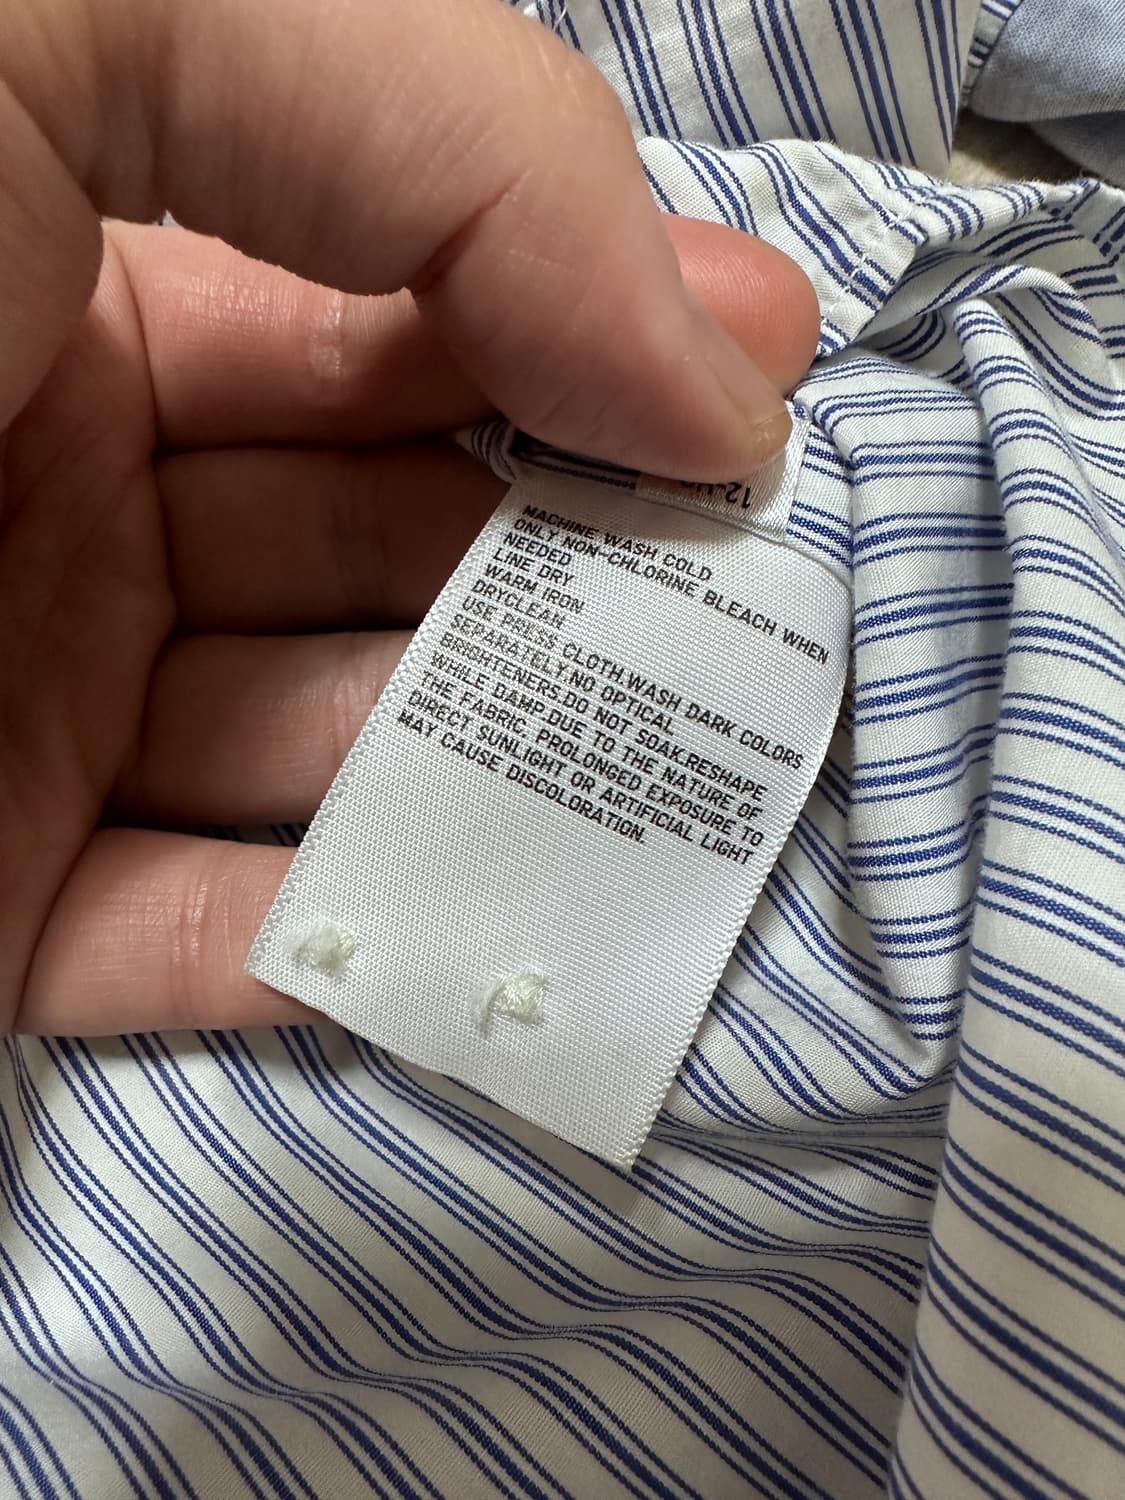 MACHINE WASH COLD
ONLY NON-CHLORINE BLEACH WHEN
NEEDED
LINE DRY
WARM IRON
DRYCLEAN
USE PRESS CLOTH.WASH DARK COLORS
SEPARATELY.NO OPTICAL
BRIGHTENERS.DO NOT SOAK.RESHAPE
WHILE DAMP.DUE TO THE NATURE OF
THE FABRIC, PROLONGED EXPOSURE TO
DIRECT SUNLIGHT OR ARTIFICIAL LIGHT
MAY CAUSE DISCOLORATION.